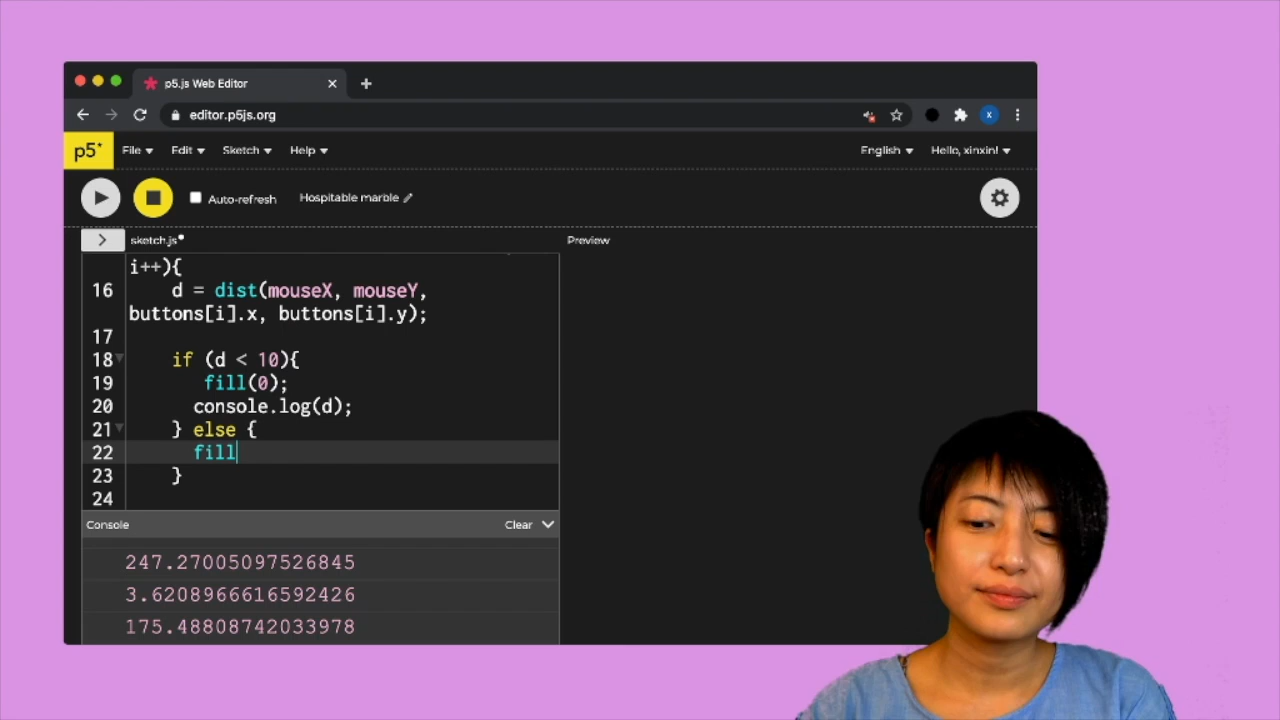 p5.js Web Editor
editor.p5js.org
x
p5* File Edit Sketch Help English Hello, xinxin!
Auto-refresh Hospitable marble
> sketch.js Preview
i++){
16 d = dist(mouseX, mouseY,
buttons[i].x, buttons[i].y);
17
18 if (d < 10){
19 fill(0);
20 console.log(d);
21 } else {
22 fill
23 }
24
Console Clear
247.27005097526845
3.6208966616592426
175.48808742033978